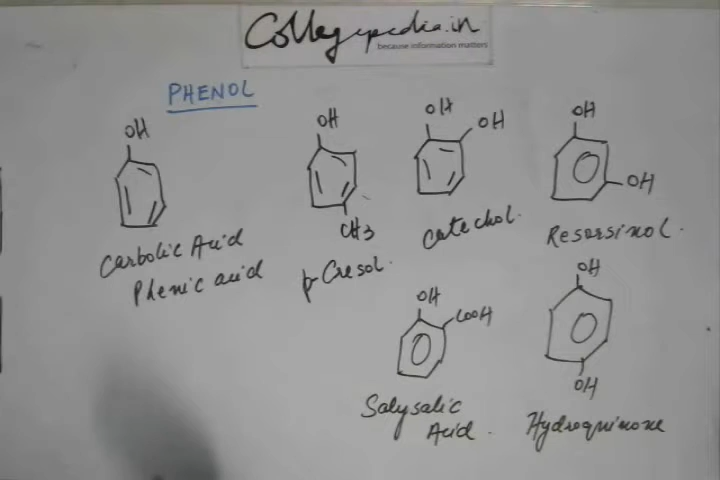 Collegepedia.in
because information matters
PHENOL
OH
Carbolic Acid
Phenic acid
OH
CH3
p-Cresol.
OH
OH
Catechol.
OH
OH
Resorsinol.
OH
COOH
Salysalic
Acid.
OH
OH
Hydroquinone